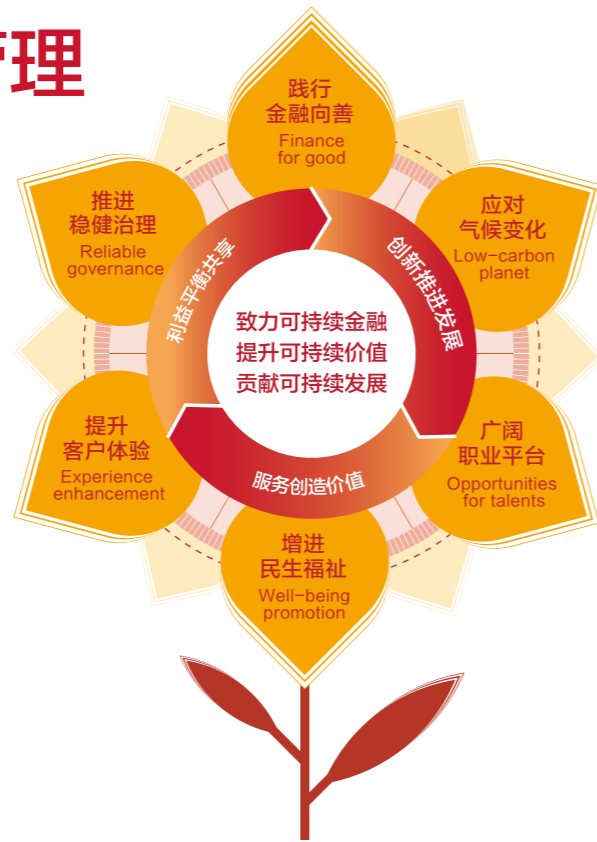 理
践行
金融向善
Finance
for good
应对
气候变化
Low-carbon
planet
广阔
职业平台
Opportunities
for talents
增进
民生福祉
Well-being
promotion
提升
客户体验
Experience
enhancement
推进
稳健治理
Reliable
governance
利益平衡共享
创新推进发展
服务创造价值
致力可持续金融
提升可持续价值
贡献可持续发展